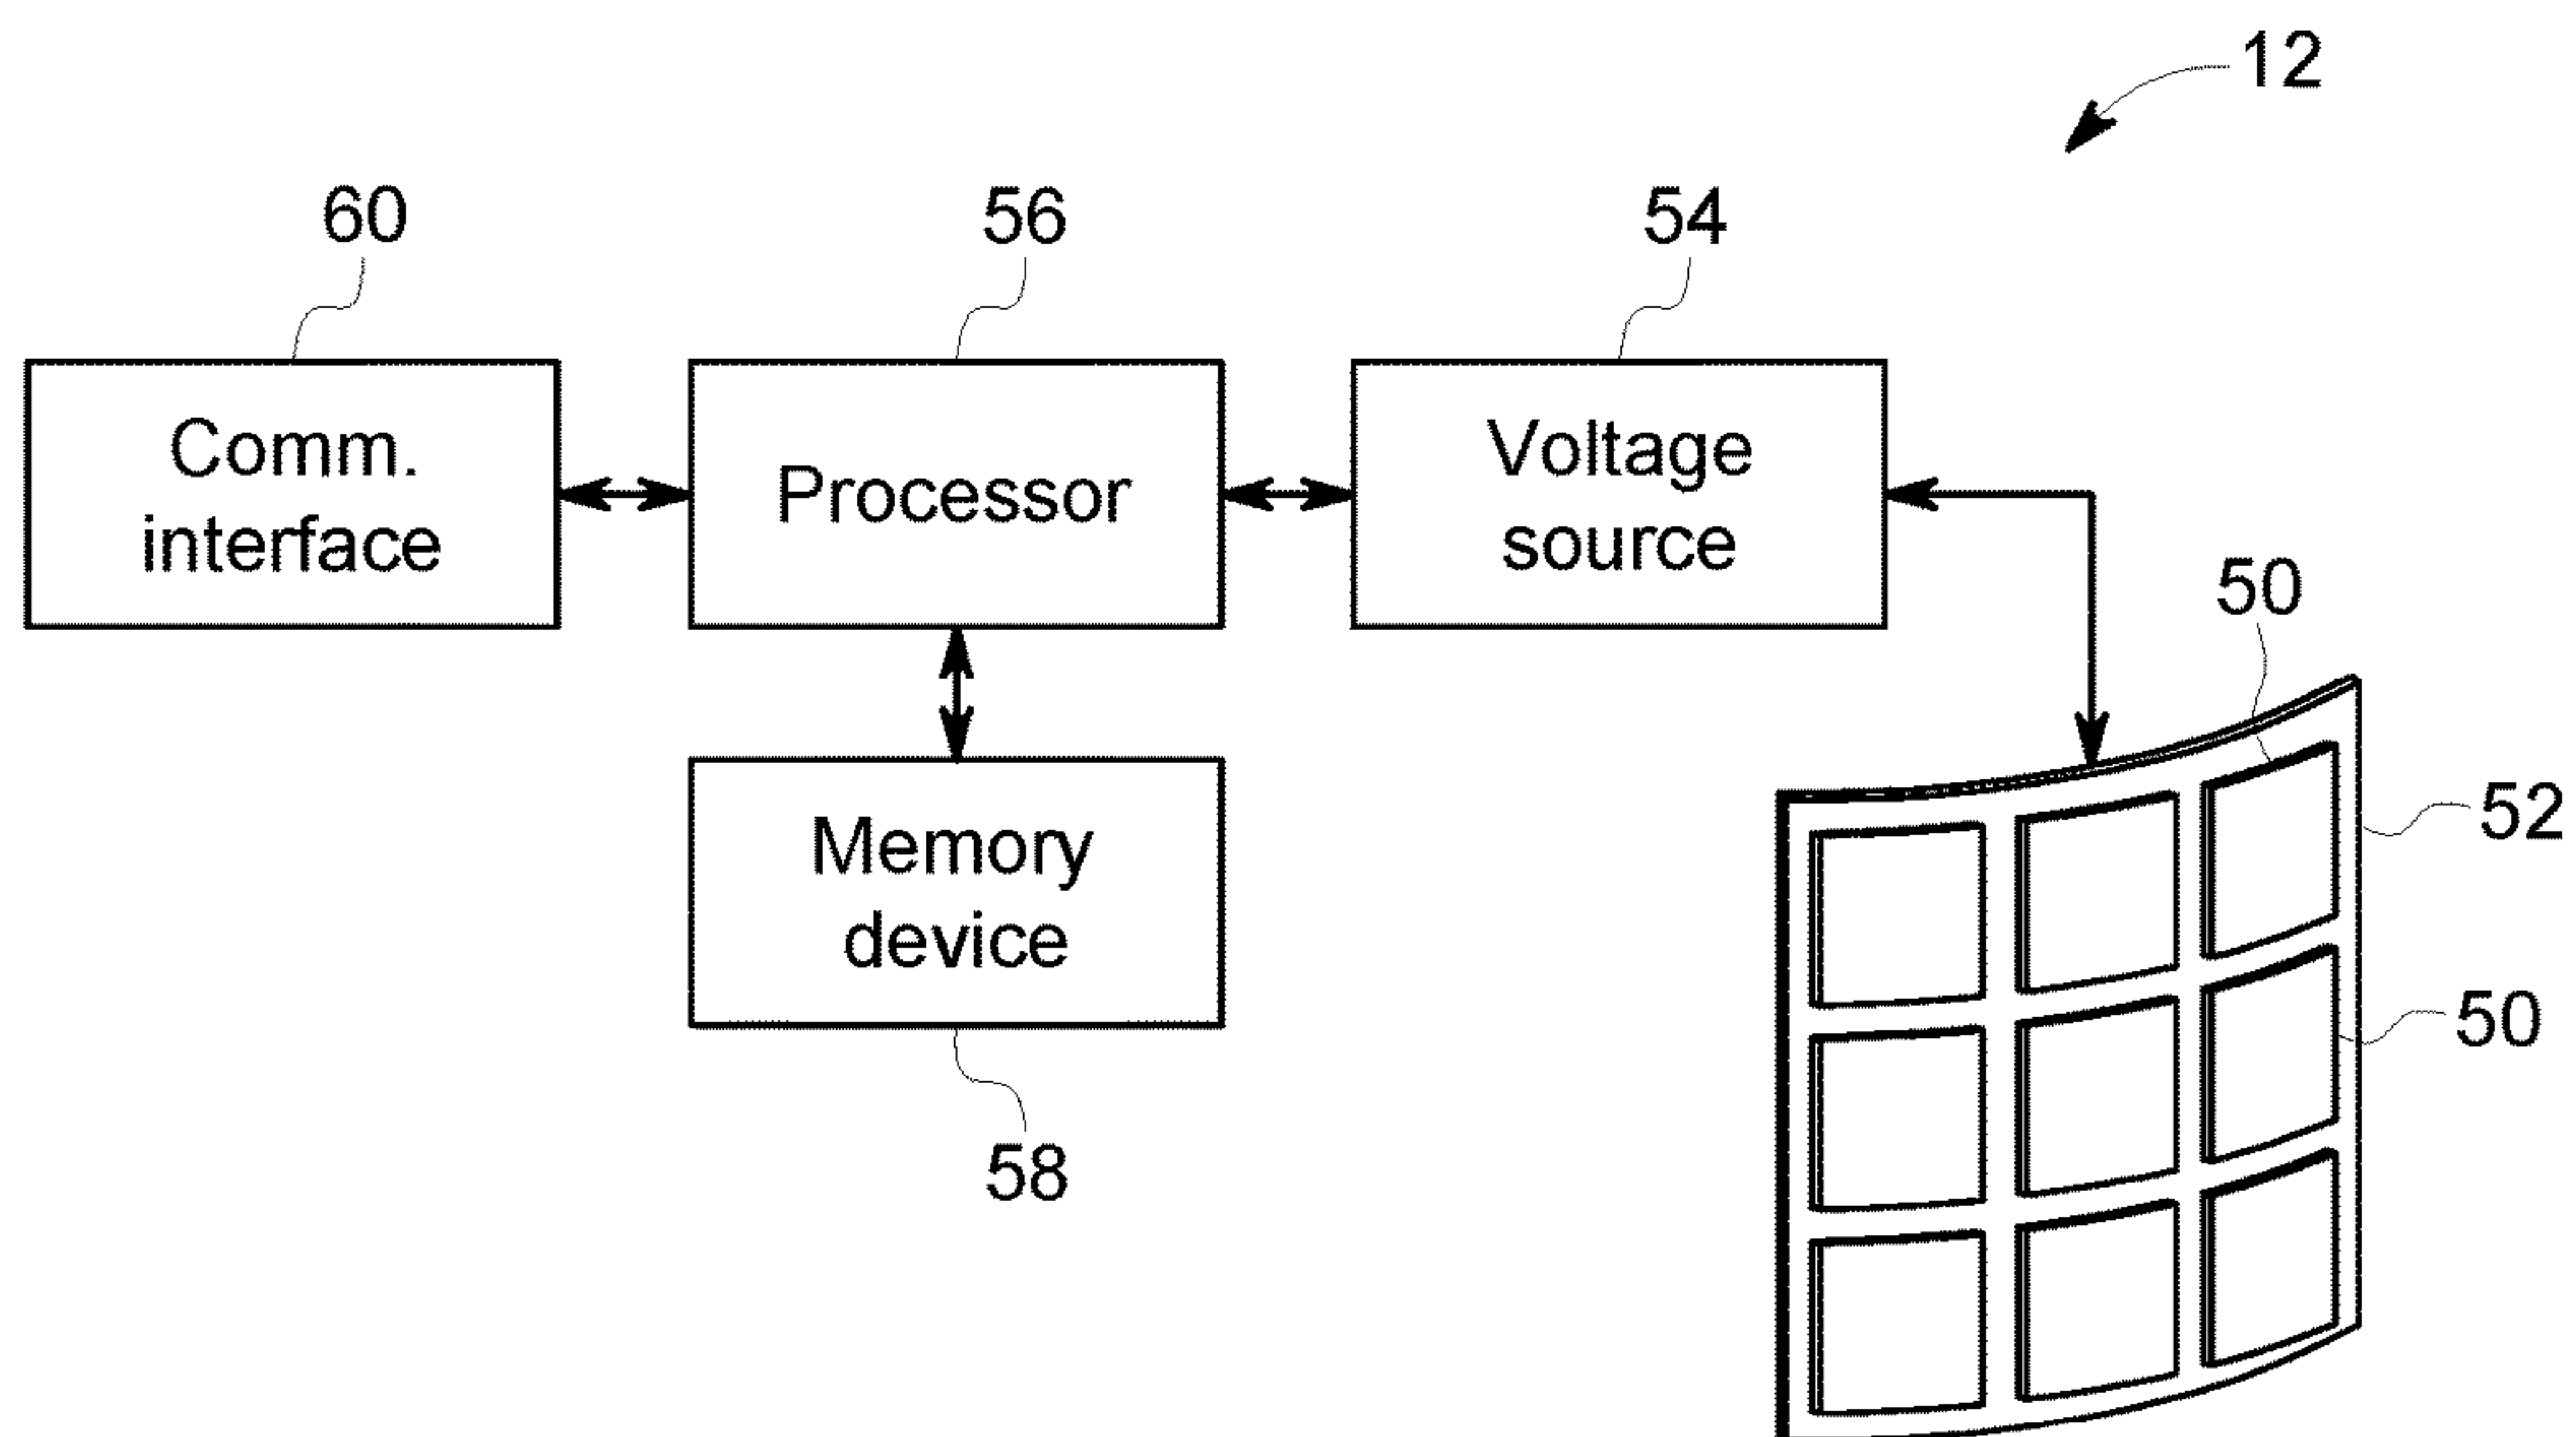 12
60
56
54
Comm.
interface
Processor
Voltage
source
50
52
Memory
device
50
58